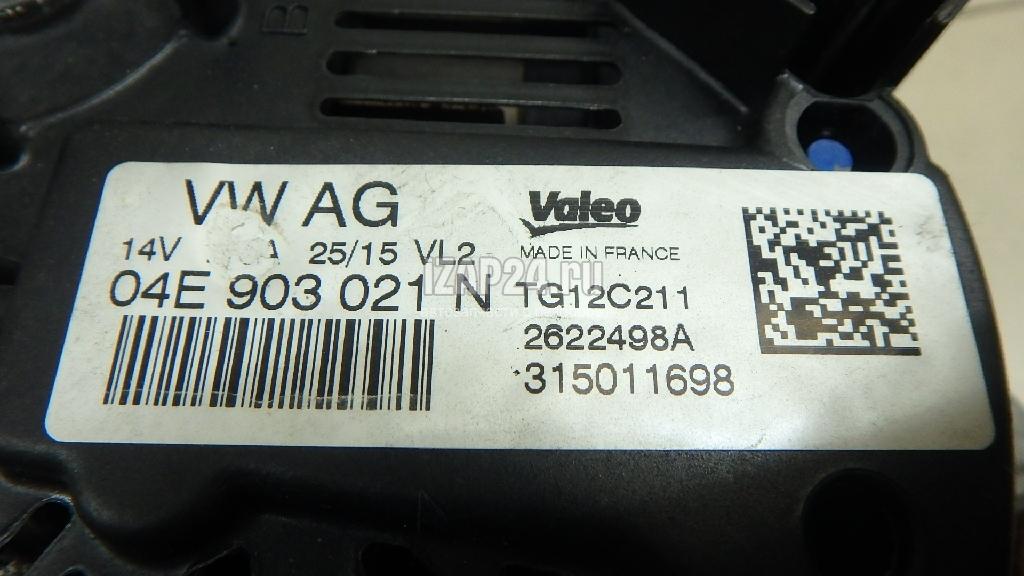 B
VW AG
14V A 25/15 VL2
04E 903 021 N
Valeo
MADE IN FRANCE
TG12C211
2622498A
315011698
IZAP24.ru